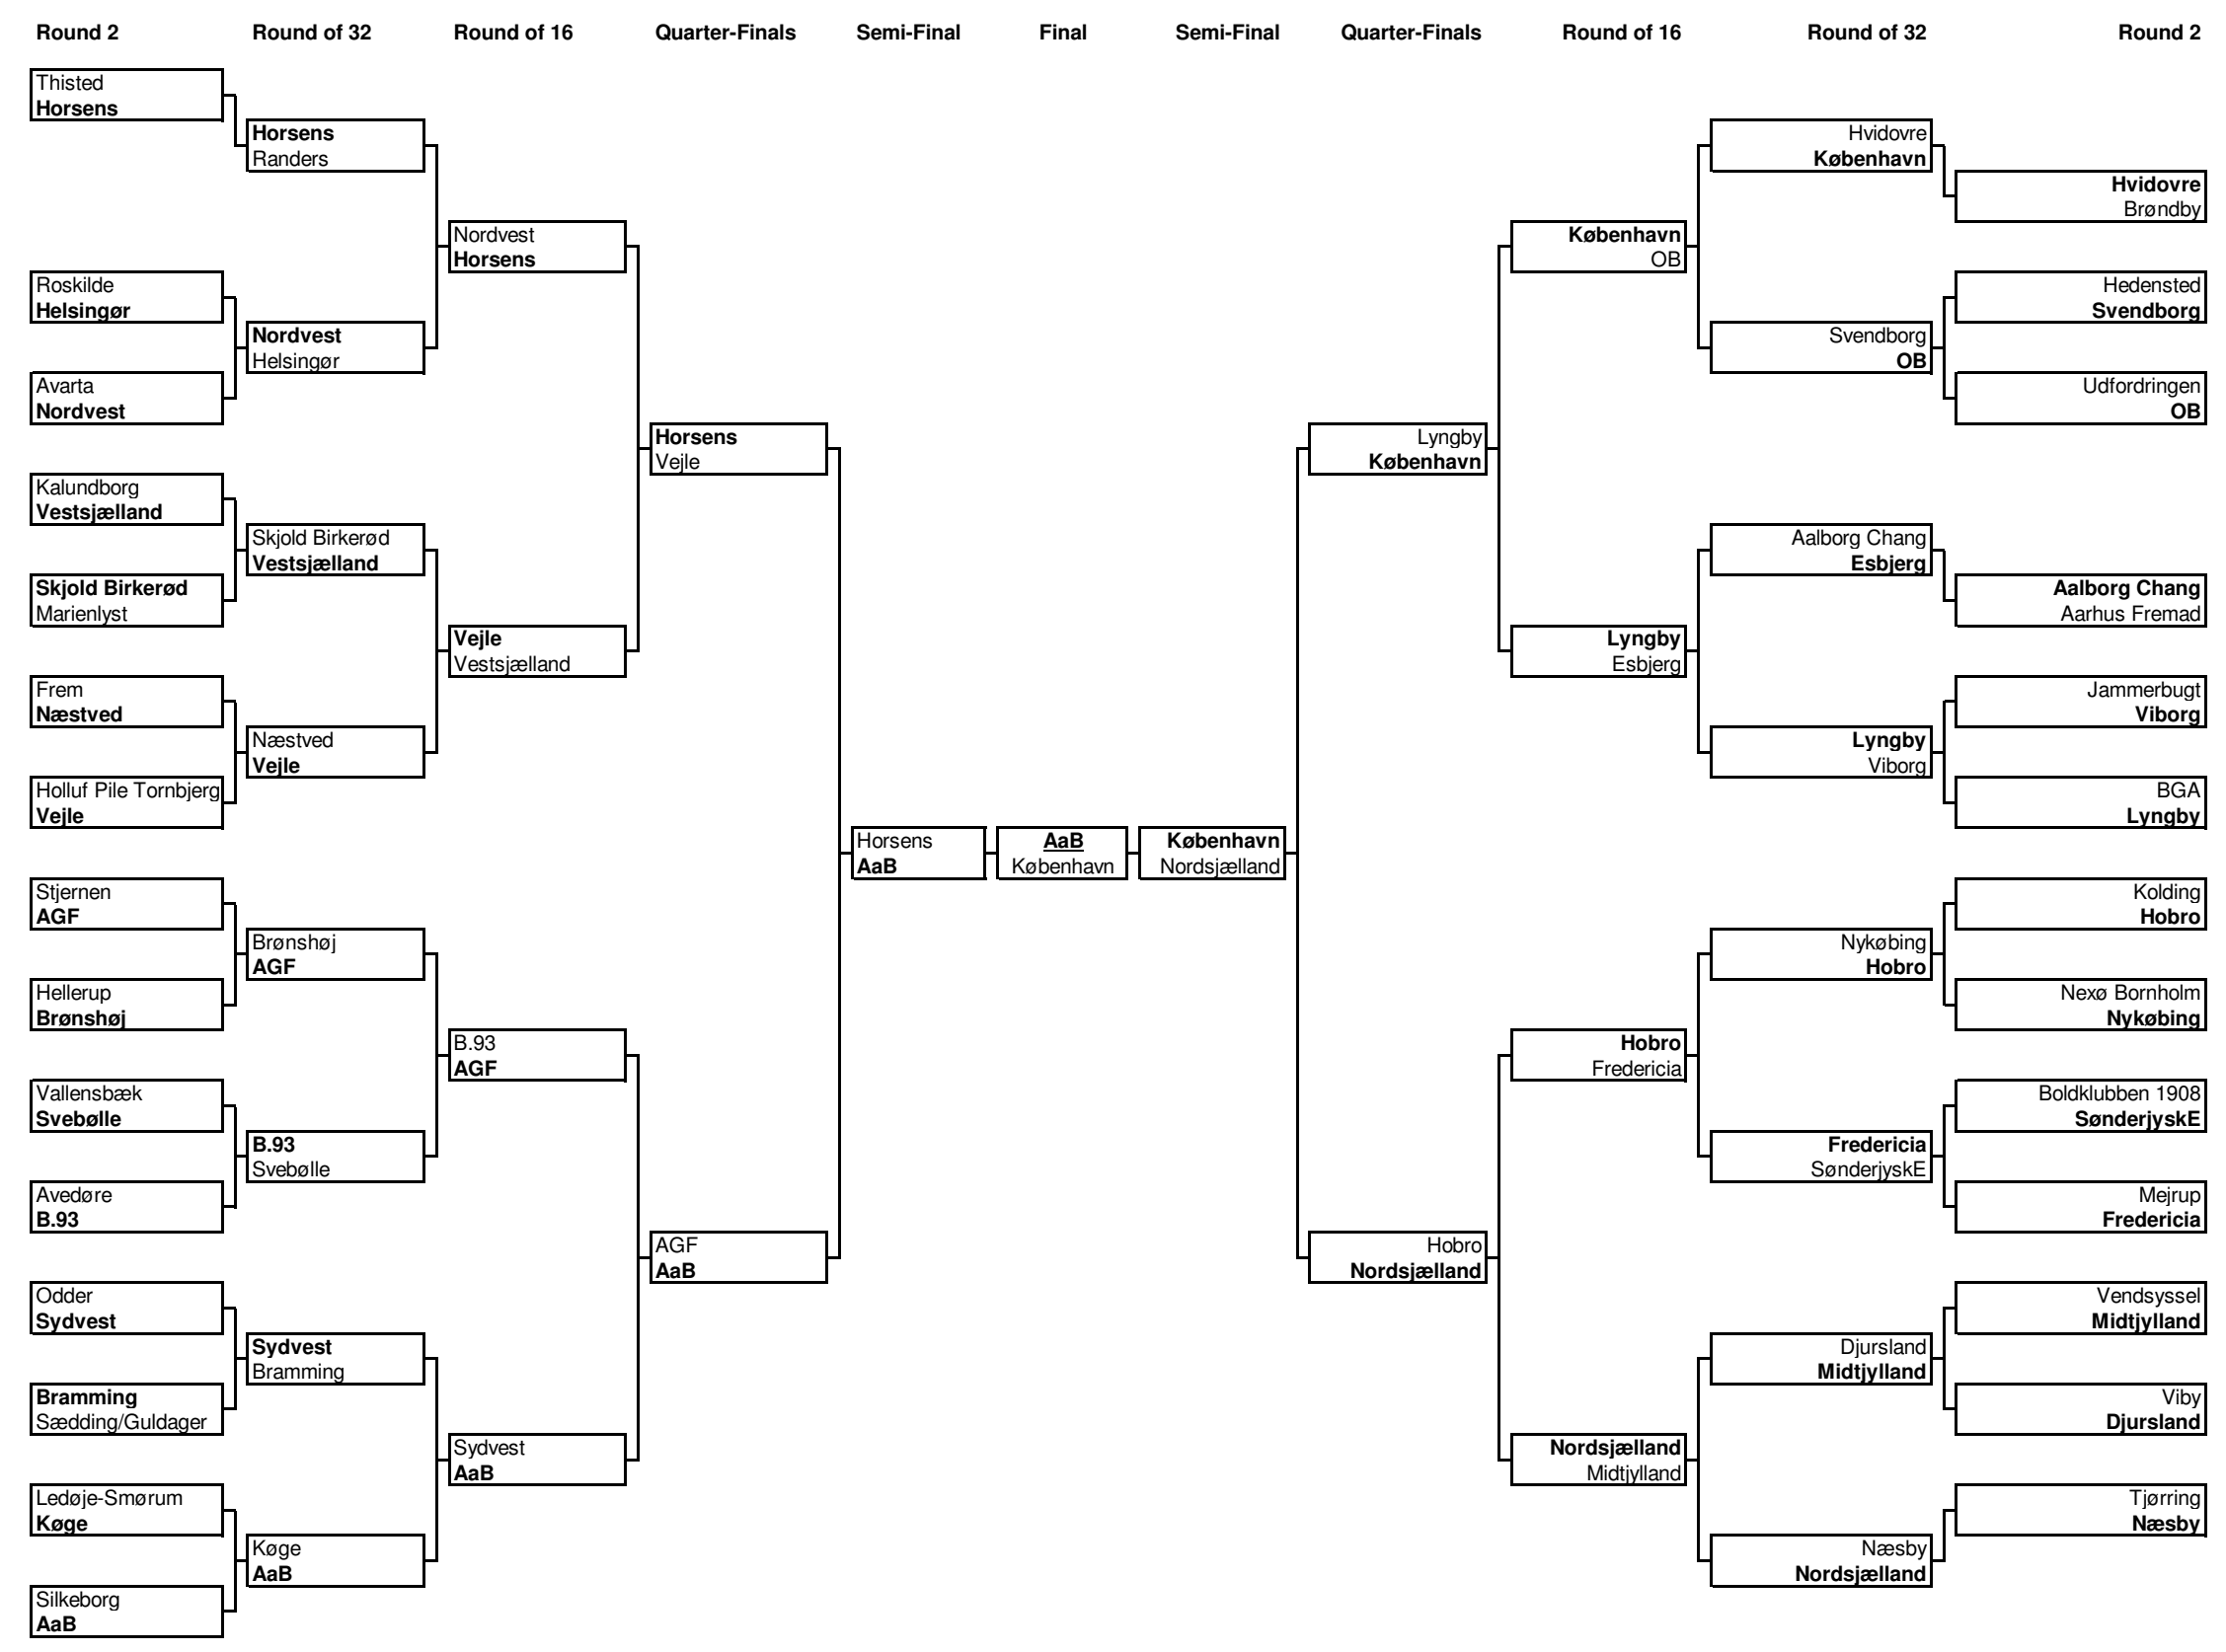 Round 2 Round of 32 Round of 16 Quarter-Finals Semi-Final Final Semi-Final Quarter-Finals Round of 16 Round of 32 Round 2
Thisted
Horsens
Roskilde
Helsingør
Avarta
Nordvest
Kalundborg
Vestsjælland
Skjold Birkerød
Marienlyst
Frem
Næstved
Holluf Pile Tornbjerg
Vejle
Stjernen
AGF
Hellerup
Brønshøj
Vallensbæk
Svebølle
Avedøre
B.93
Odder
Sydvest
Bramming
Sædding/Guldager
Ledøje-Smørum
Køge
Silkeborg
AaB
Horsens
Randers
Nordvest
Helsingør
Skjold Birkerød
Vestsjælland
Næstved
Vejle
Brønshøj
AGF
B.93
Svebølle
Sydvest
Bramming
Køge
AaB
Nordvest
Horsens
Vejle
Vestsjælland
B.93
AGF
Sydvest
AaB
Horsens
Vejle
AGF
AaB
Horsens
AaB
AaB
København
København
Nordsjælland
Lyngby
København
Hobro
Nordsjælland
København
OB
Lyngby
Esbjerg
Hobro
Fredericia
Nordsjælland
Midtjylland
Hvidovre
København
Svendborg
OB
Aalborg Chang
Esbjerg
Lyngby
Viborg
Nykøbing
Hobro
Fredericia
SønderjyskE
Djursland
Midtjylland
Næsby
Nordsjælland
Hvidovre
Brøndby
Hedensted
Svendborg
Udfordringen
OB
Aalborg Chang
Aarhus Fremad
Jammerbugt
Viborg
BGA
Lyngby
Kolding
Hobro
Nexø Bornholm
Nykøbing
Boldklubben 1908
SønderjyskE
Mejrup
Fredericia
Vendsyssel
Midtjylland
Viby
Djursland
Tjørring
Næsby